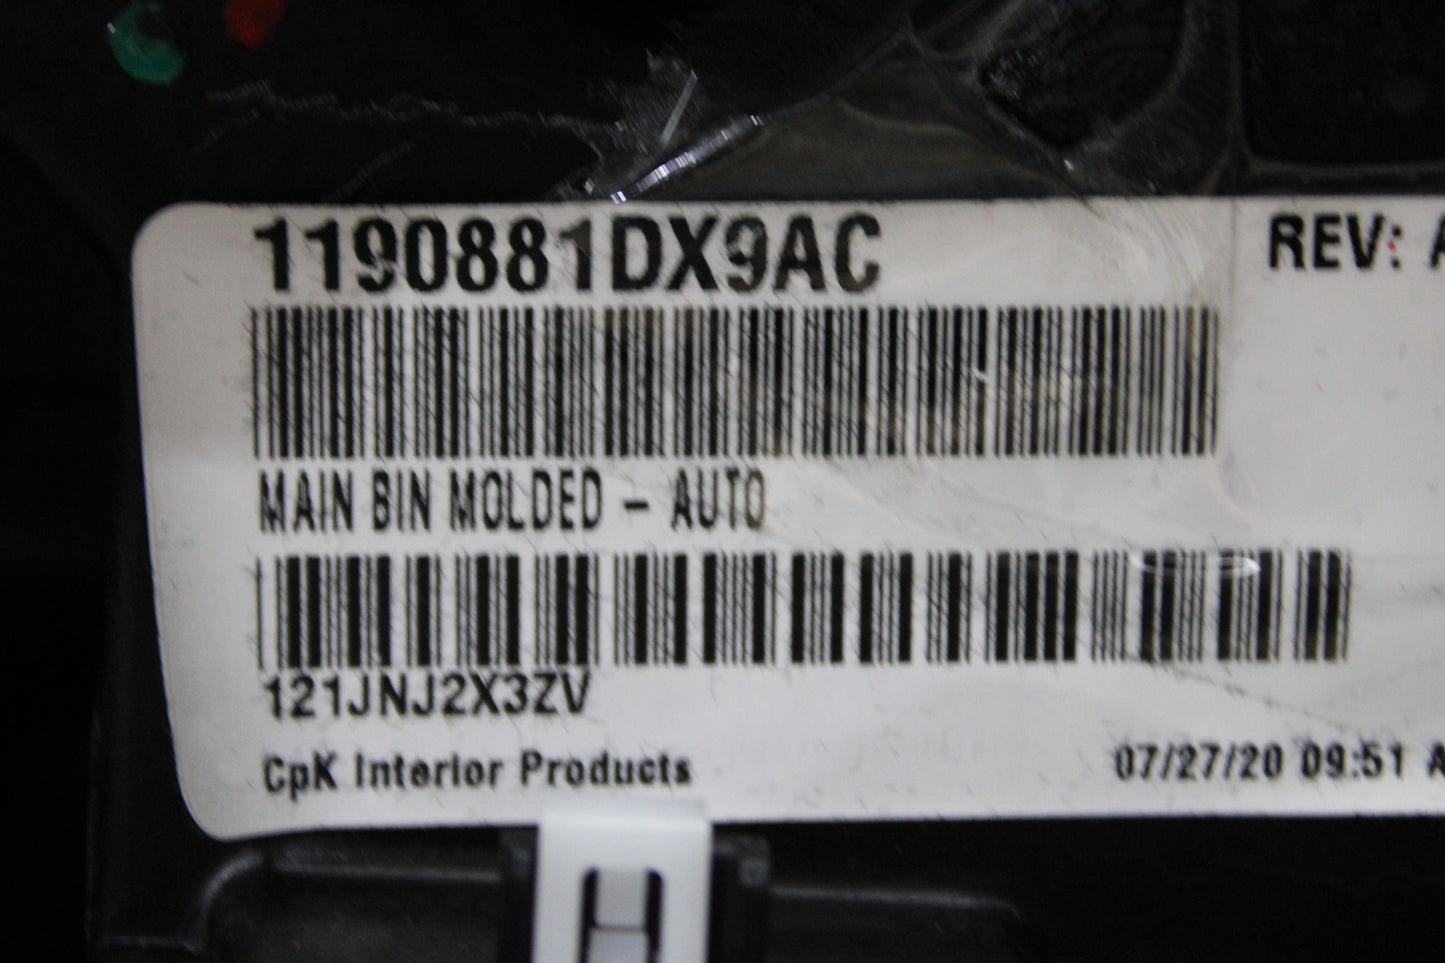 1190881DX9AC
REV: A
MAIN BIN MOLDED - AUTO
121JNJ2X3ZV
CpK Interior Products
07/27/20 09:51 A